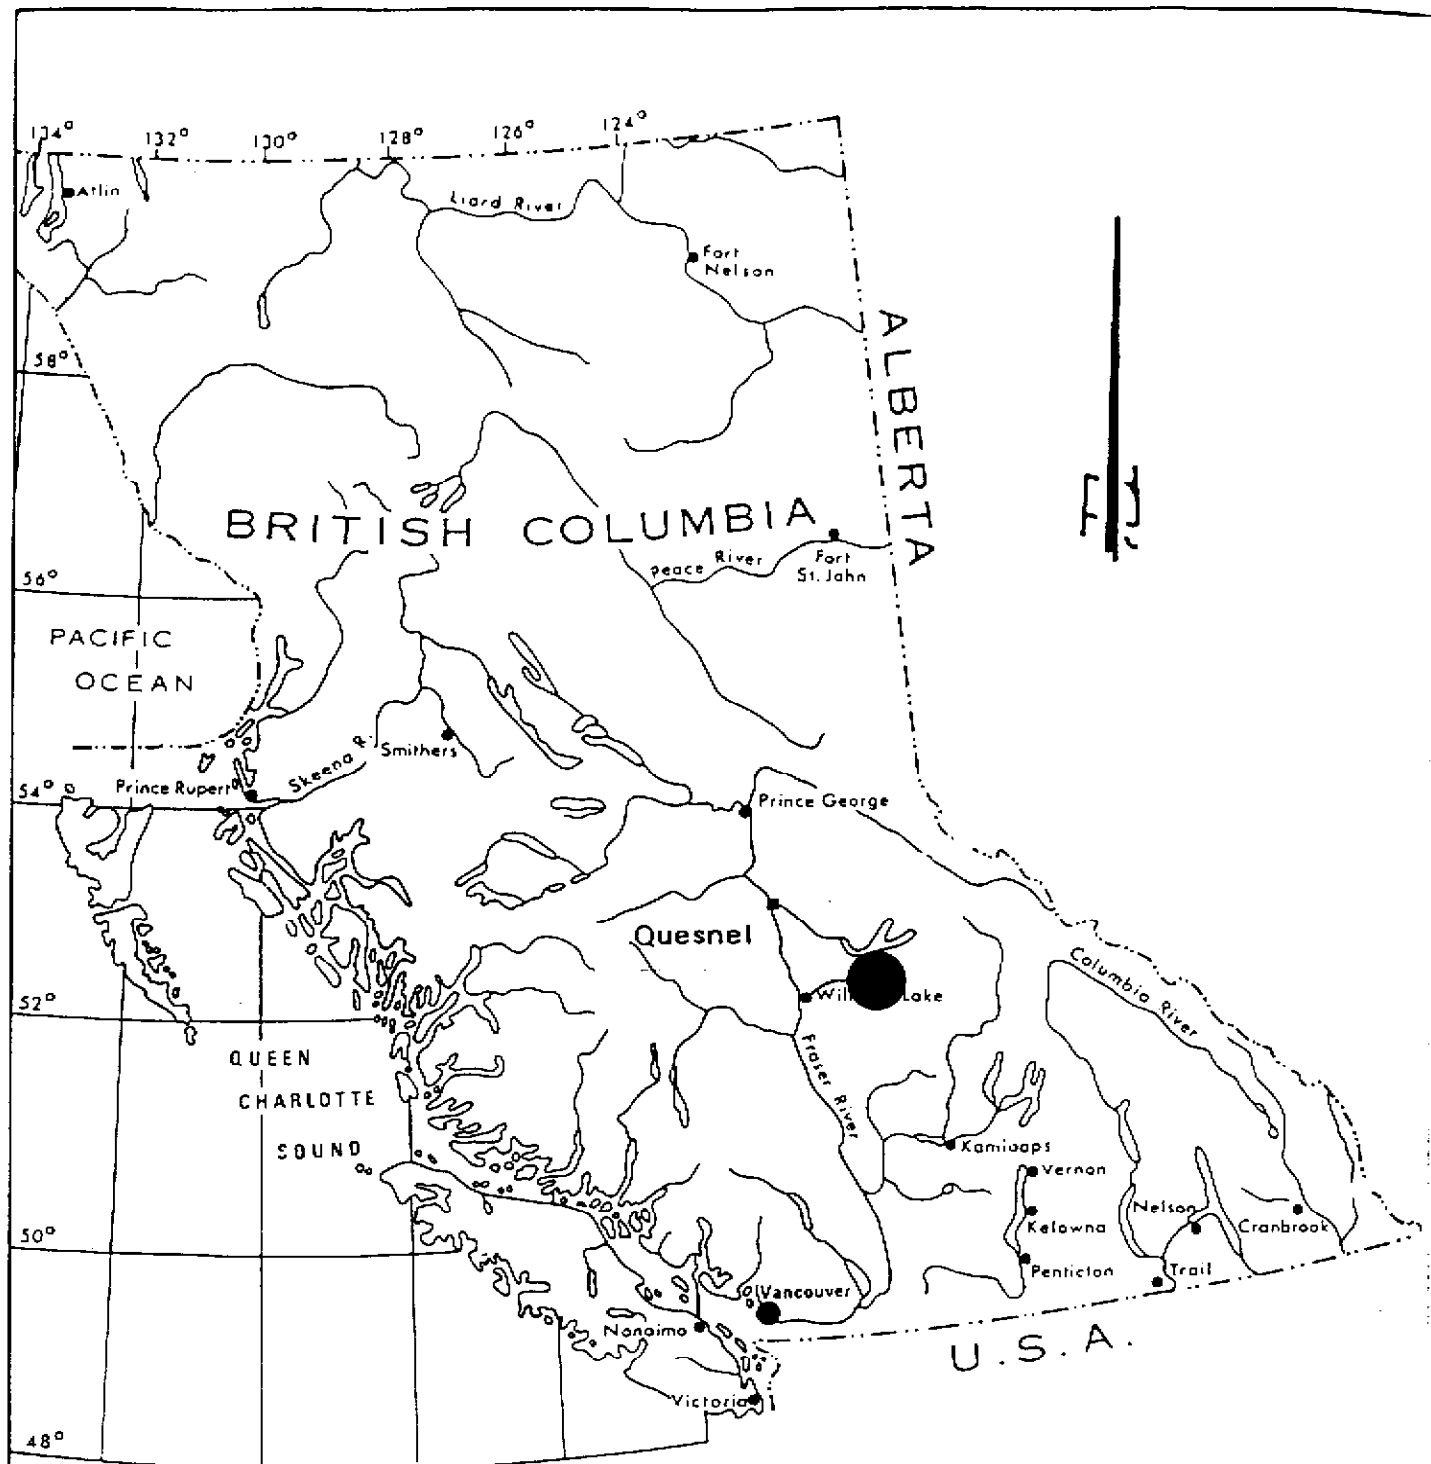 134°
132°
130°
128°
126°
124°
Atlin
Liard River
Fort
Nelson
ALBERTA
58°
BRITISH COLUMBIA
Peace River
Fort
St. Jahn
56°
PACIFIC
OCEAN
Smithers
Skeena R.
54°
Prince Rupert
Prince George
Quesnel
Columbia River
52°
Lake
QUEEN
CHARLOTTE
SOUND
Fraser River
Kamloops
Vernon
Nelson
Kelowna
Cranbrook
50°
Penticton
Trail
Vancouver
Nanaimo
U.S.A.
Victoria
48°